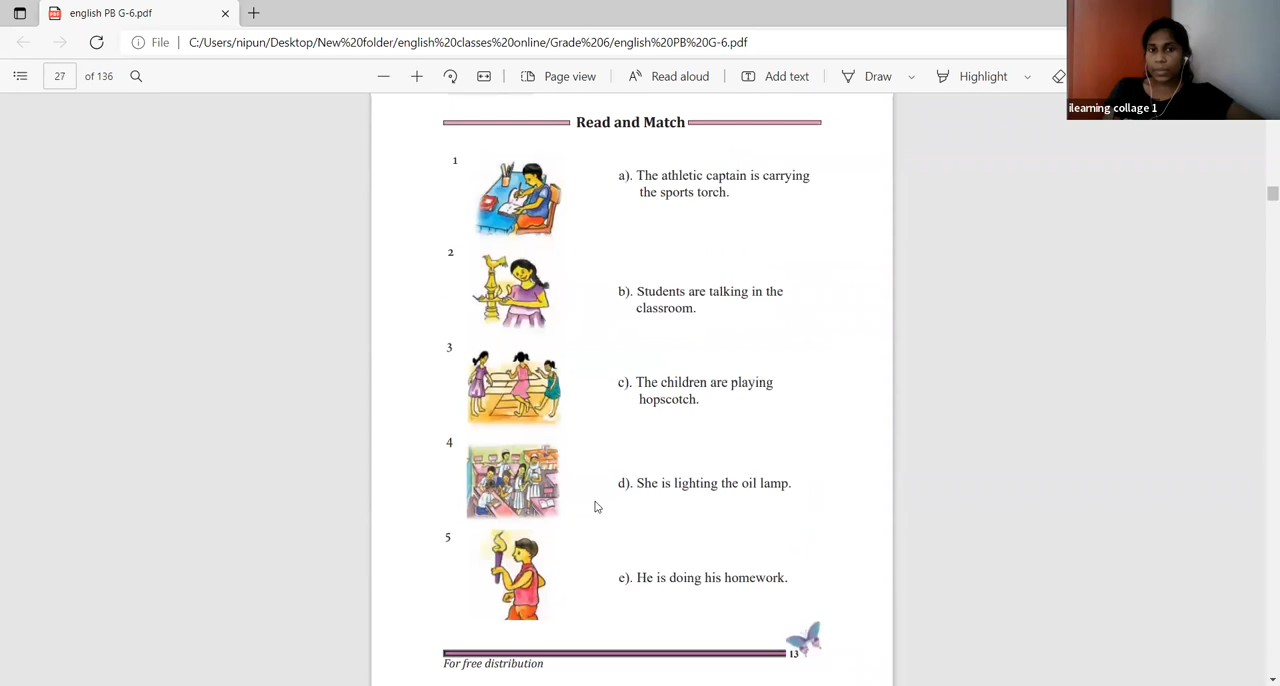 english PB G-6.pdf
File
C:/Users/nipun/Desktop/New%20folder/english%20classes%20online/Grade%206/english%20PB%20G-6.pdf
27 of 136
Page view
Read aloud
Add text
Draw
Highlight
ilearning collage 1
Read and Match
1
a). The athletic captain is carrying
the sports torch.
2
b). Students are talking in the
classroom.
3
c). The children are playing
hopscotch.
4
d). She is lighting the oil lamp.
5
e). He is doing his homework.
13
For free distribution